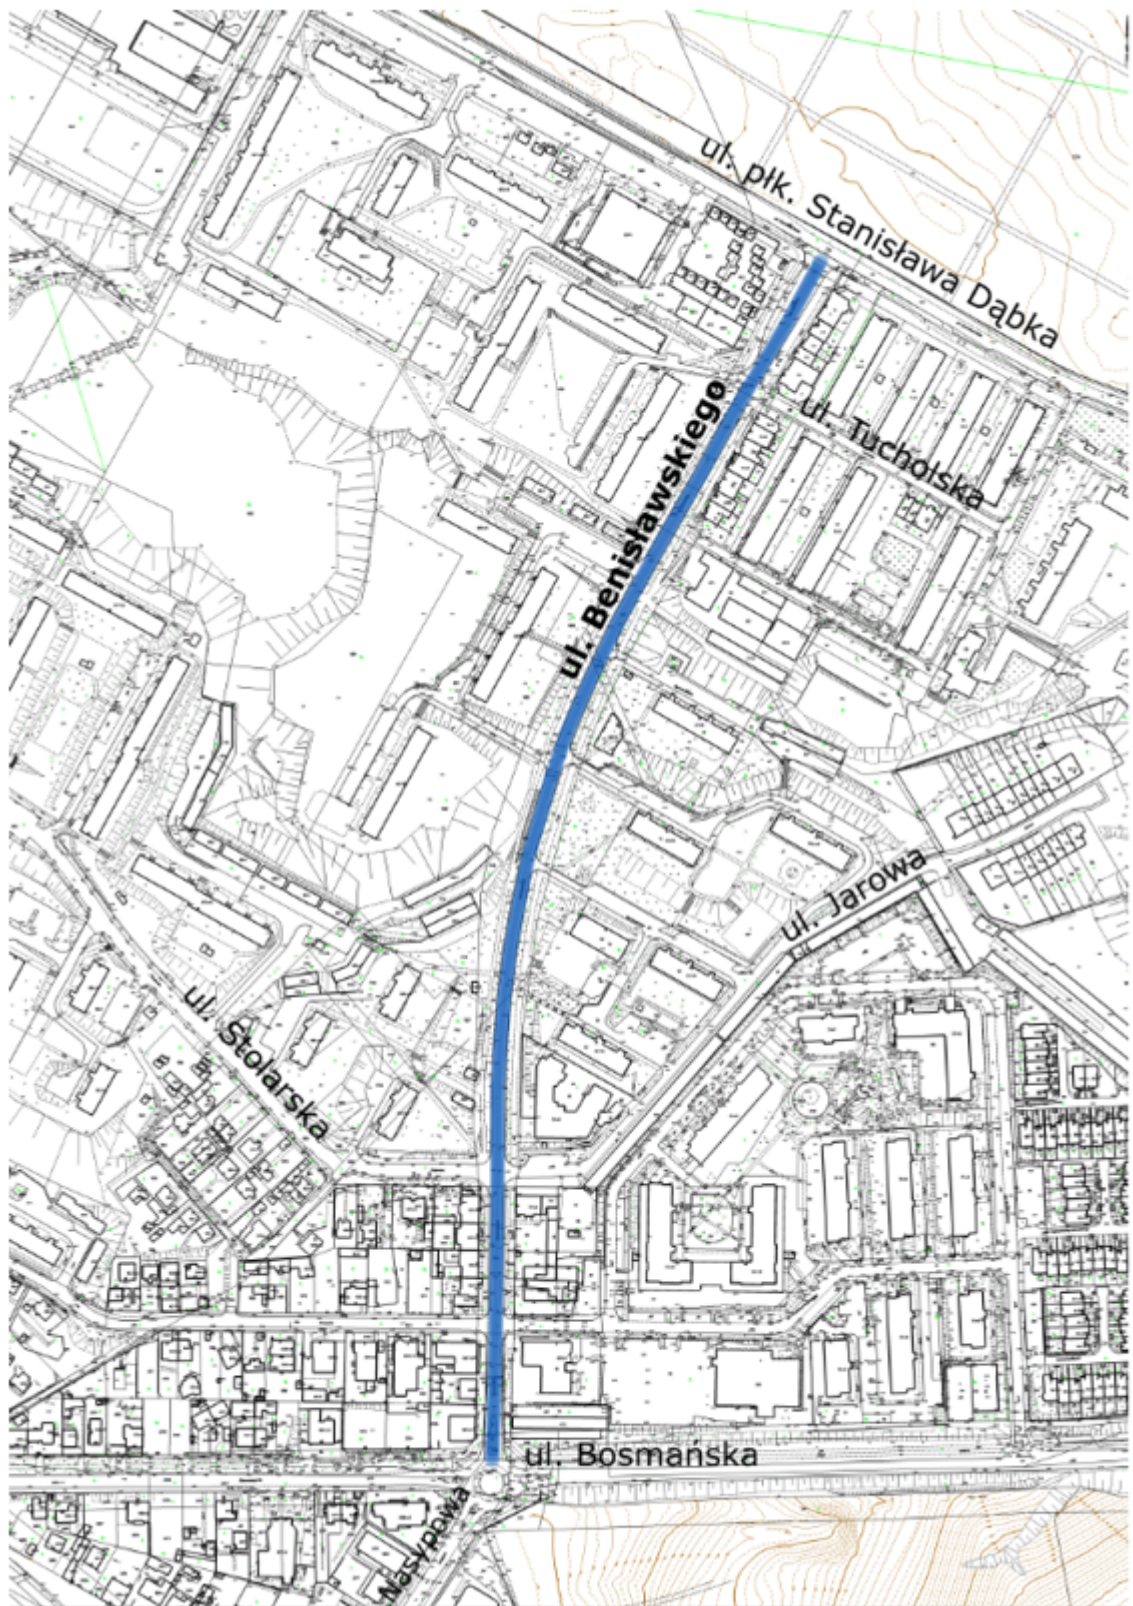 ul. płk. Stanisława Dąbka
ul. Tucholska
ul. Benisławskiego
ul. Jarowa
ul. Stolarska
ul. Bosmańska
Nasypowa